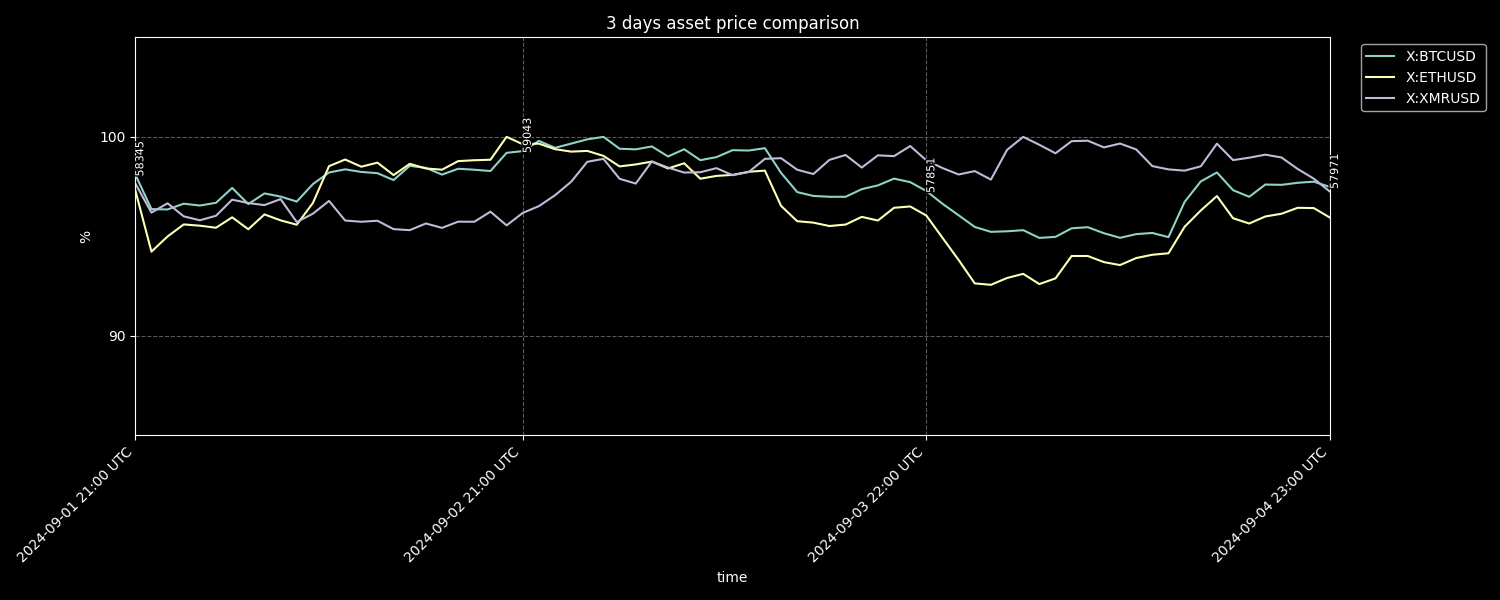 3 days asset price comparison
X:BTCUSD
X:ETHUSD
X:XMRUSD
100
90
%
58345
59043
57851
57971
2024-09-01 21:00 UTC
2024-09-02 21:00 UTC
2024-09-03 22:00 UTC
2024-09-04 23:00 UTC
time